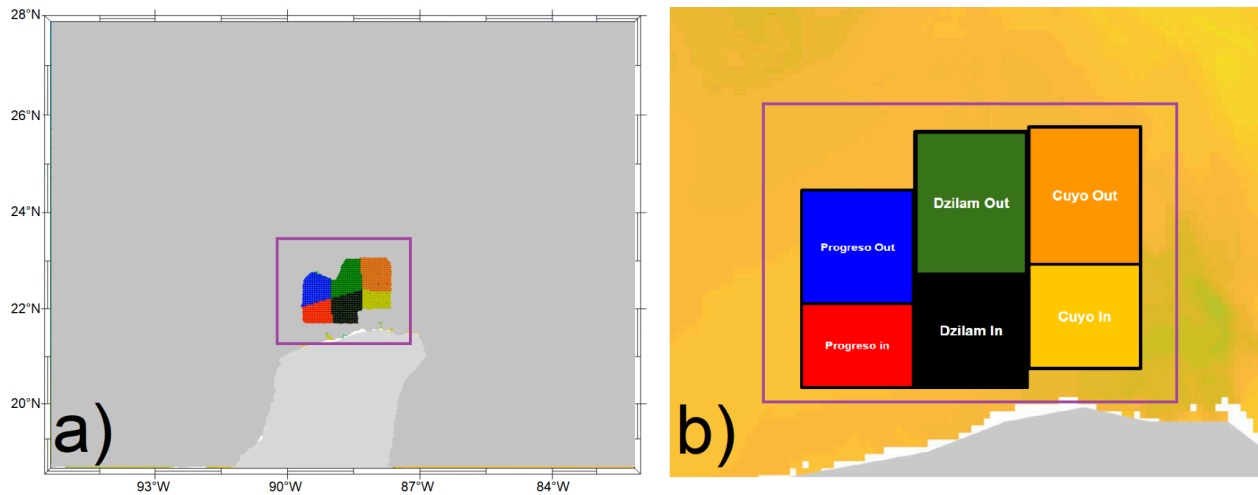 28°N
26°N
24°N
22°N
20°N
93°W
90°W
87°W
84°W
a)
Dzilam Out
Cuyo Out
Progreso Out
Dzilam In
Cuyo In
Progreso in
b)